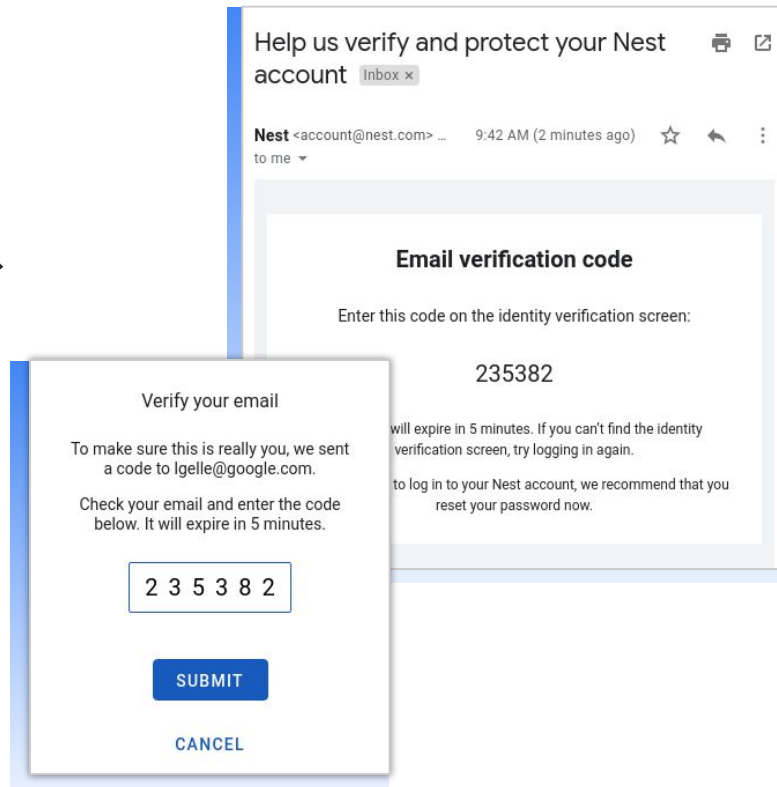 Help us verify and protect your Nest
account Inbox ×
Nest <account@nest.com> ... 9:42 AM (2 minutes ago)
to me
Email verification code
Enter this code on the identity verification screen:
235382
will expire in 5 minutes. If you can't find the identity
verification screen, try logging in again.
to log in to your Nest account, we recommend that you
reset your password now.
Verify your email
To make sure this is really you, we sent
a code to lgelle@google.com.
Check your email and enter the code
below. It will expire in 5 minutes.
2 3 5 3 8 2
SUBMIT
CANCEL